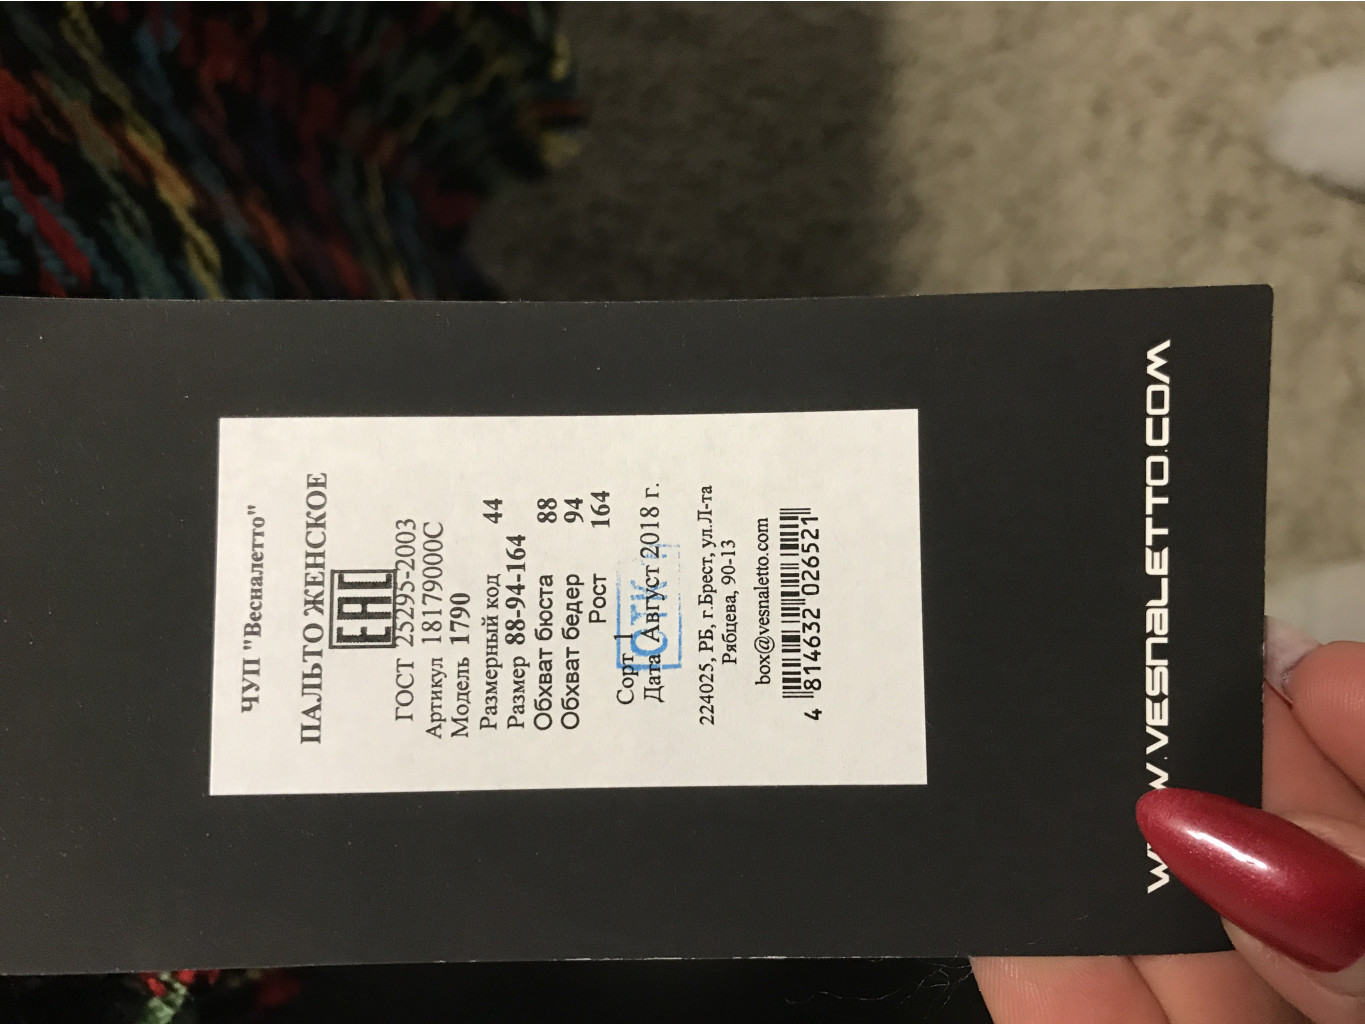 ЧУП "Весналетто"
ПАЛЬТО ЖЕНСКОЕ
EAC
ГОСТ 25295-2003
Артикул 18179000С
Модель 1790
Размерный код 44
Размер 88-94-164
Обхват бюста 88
Обхват бедер 94
Рост 164
Сорт 1
ОТК
Дата Август 2018 г.
224025, РБ, г.Брест, ул.Л-та
Рябцева, 90-13
box@vesnaletto.com
4 814632 026521
WWW.VESNALETTO.COM